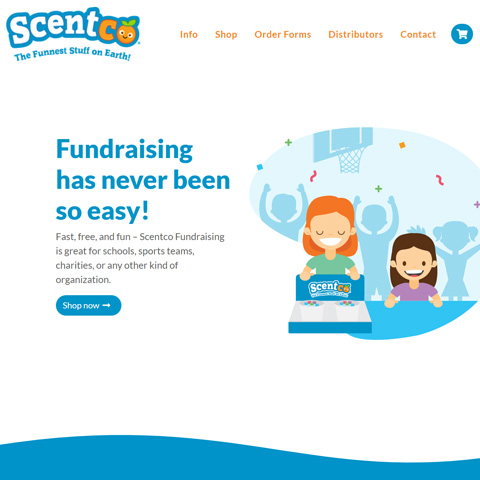 Scentco
The Funnest Stuff on Earth!
Info
Shop
Order Forms
Distributors
Contact
Fundraising
has never been
so easy!
Fast, free, and fun – Scentco Fundraising
is great for schools, sports teams,
charities, or any other kind of
organization.
Shop now
Scentco